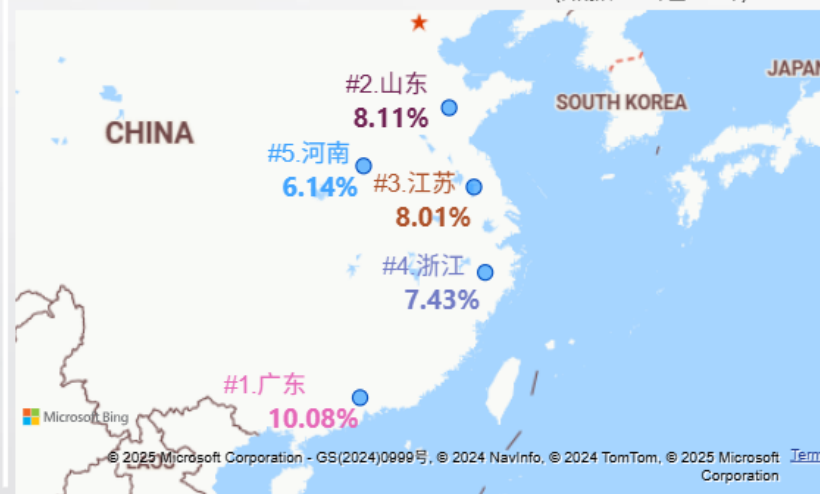 #2.山东
8.11%
JAPAN
SOUTH KOREA
CHINA
#5.河南
6.14%
#3.江苏
8.01%
#4.浙江
7.43%
#1.广东
10.08%
Microsoft Bing
LAOS
© 2025 Microsoft Corporation - GS(2024)0999号, © 2024 NavInfo, © 2024 TomTom, © 2025 Microsoft
Corporation
Term